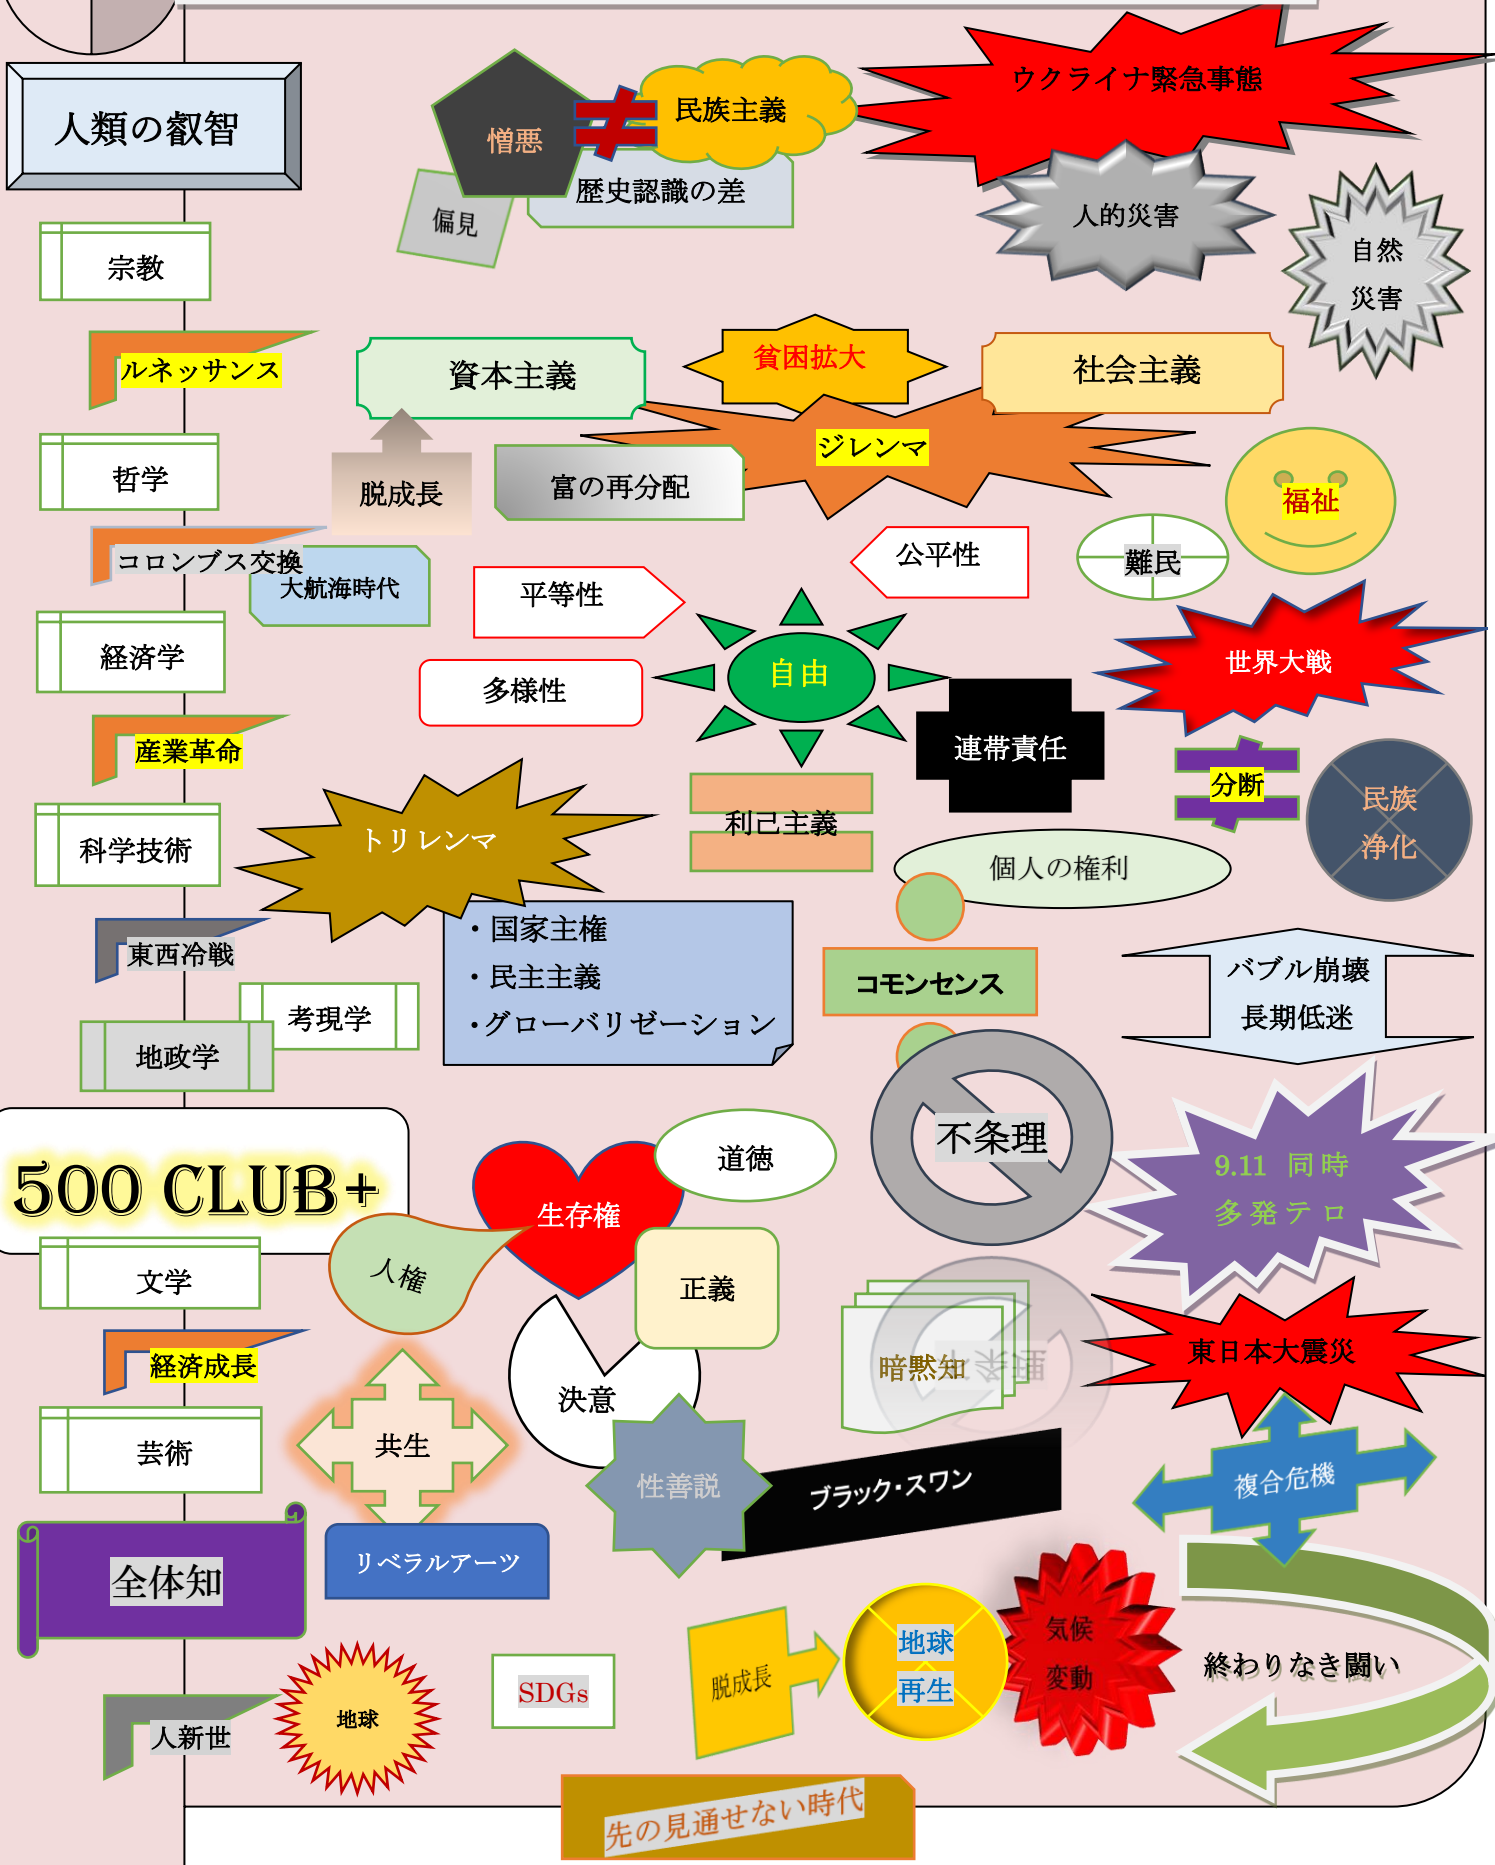 人類の叡智
憎悪
≠
民族主義
ウクライナ緊急事態
偏見
歴史認識の差
人的災害
自然
災害
宗教
ルネッサンス
資本主義
貧困拡大
社会主義
ジレンマ
哲学
脱成長
富の再分配
福祉
コロンブス交換
大航海時代
平等性
公平性
難民
経済学
多様性
自由
世界大戦
産業革命
連帯責任
分断
民族
浄化
科学技術
トリレンマ
利己主義
個人の権利
東西冷戦
・国家主権
・民主主義
・グローバリゼーション
コモンセンス
バブル崩壊
長期低迷
考現学
地政学
500 CLUB+
道徳
不条理
9.11 同時
多発テロ
生存権
人権
正義
文学
経済成長
決意
暗黙知
東日本大震災
芸術
共生
性善説
ブラック・スワン
複合危機
全体知
リベラルアーツ
気候
変動
地球
再生
脱成長
終わりなき闘い
SDGs
地球
人新世
先の見通せない時代